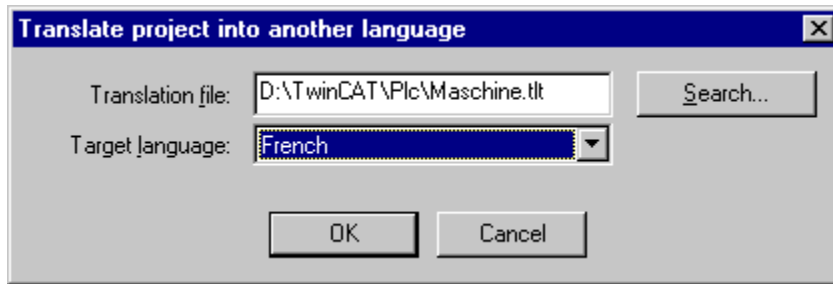 Translate project into another language
Translation file: D:\TwinCAT\Plc\Maschine.tlt Search...
Target language: French
OK Cancel